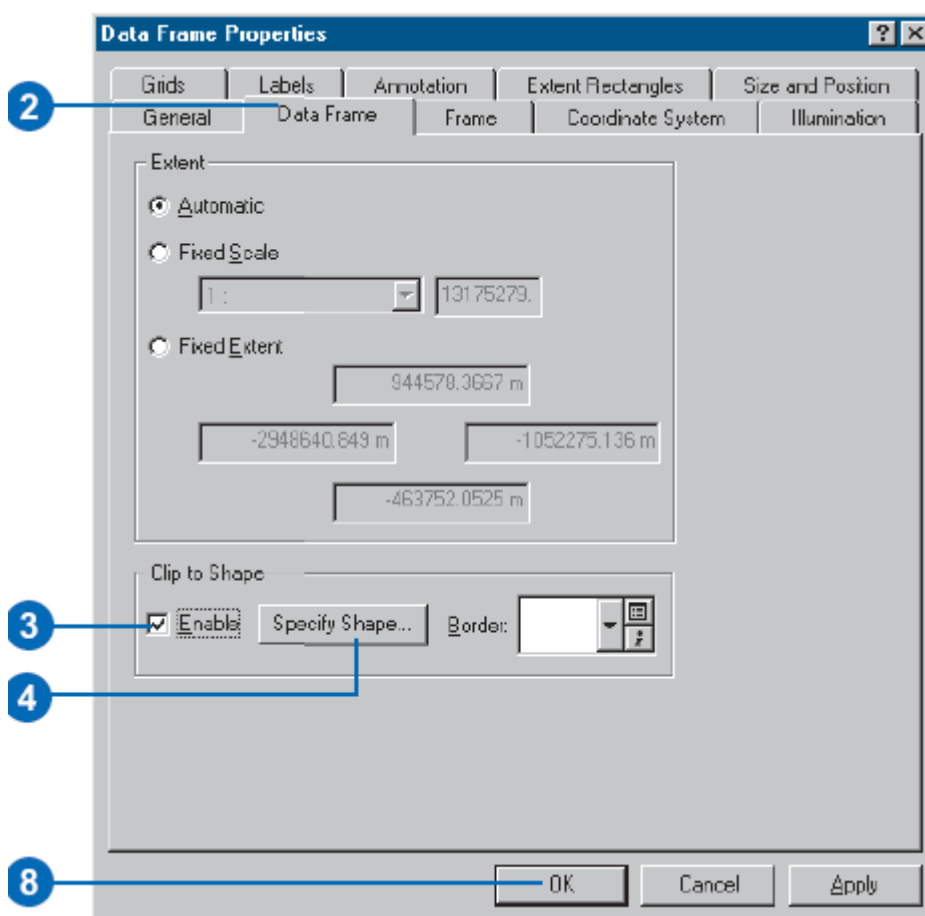 Data Frame Properties
Grids Labels Annotation Extent Rectangles Size and Position
2
General Data Frame Frame Coordinate System Illumination
Extent
Automatic
Fixed Scale
1 : 13175279.
Fixed Extent
944578.3667 m
-2948640.849 m -1052275.136 m
-463752.0525 m
Clip to Shape
3 Enable Specify Shape... Border:
4
8 OK Cancel Apply